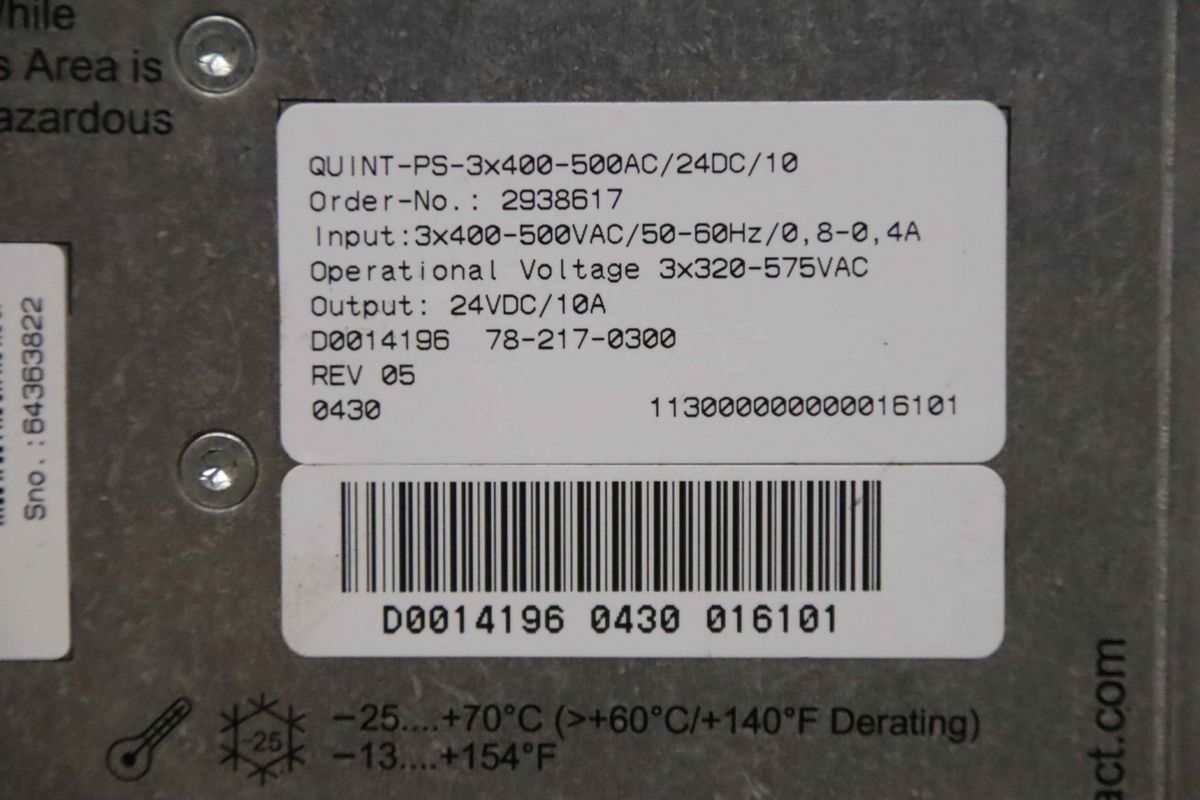 s Area is
QUINT-PS-3x400-500AC/24DC/10
Order-No.: 2938617
Input:3x400-500VAC/50-60Hz/0,8-0,4A
Operational Voltage 3x320-575VAC
Output: 24VDC/10A
D0014196 78-217-0300
REV 05
0430 113000000000016101
Sno.:64363822
D0014196 0430 016101
-25
-25....+70°C (>+60°C/+140°F Derating)
-13....+154°F
act.com